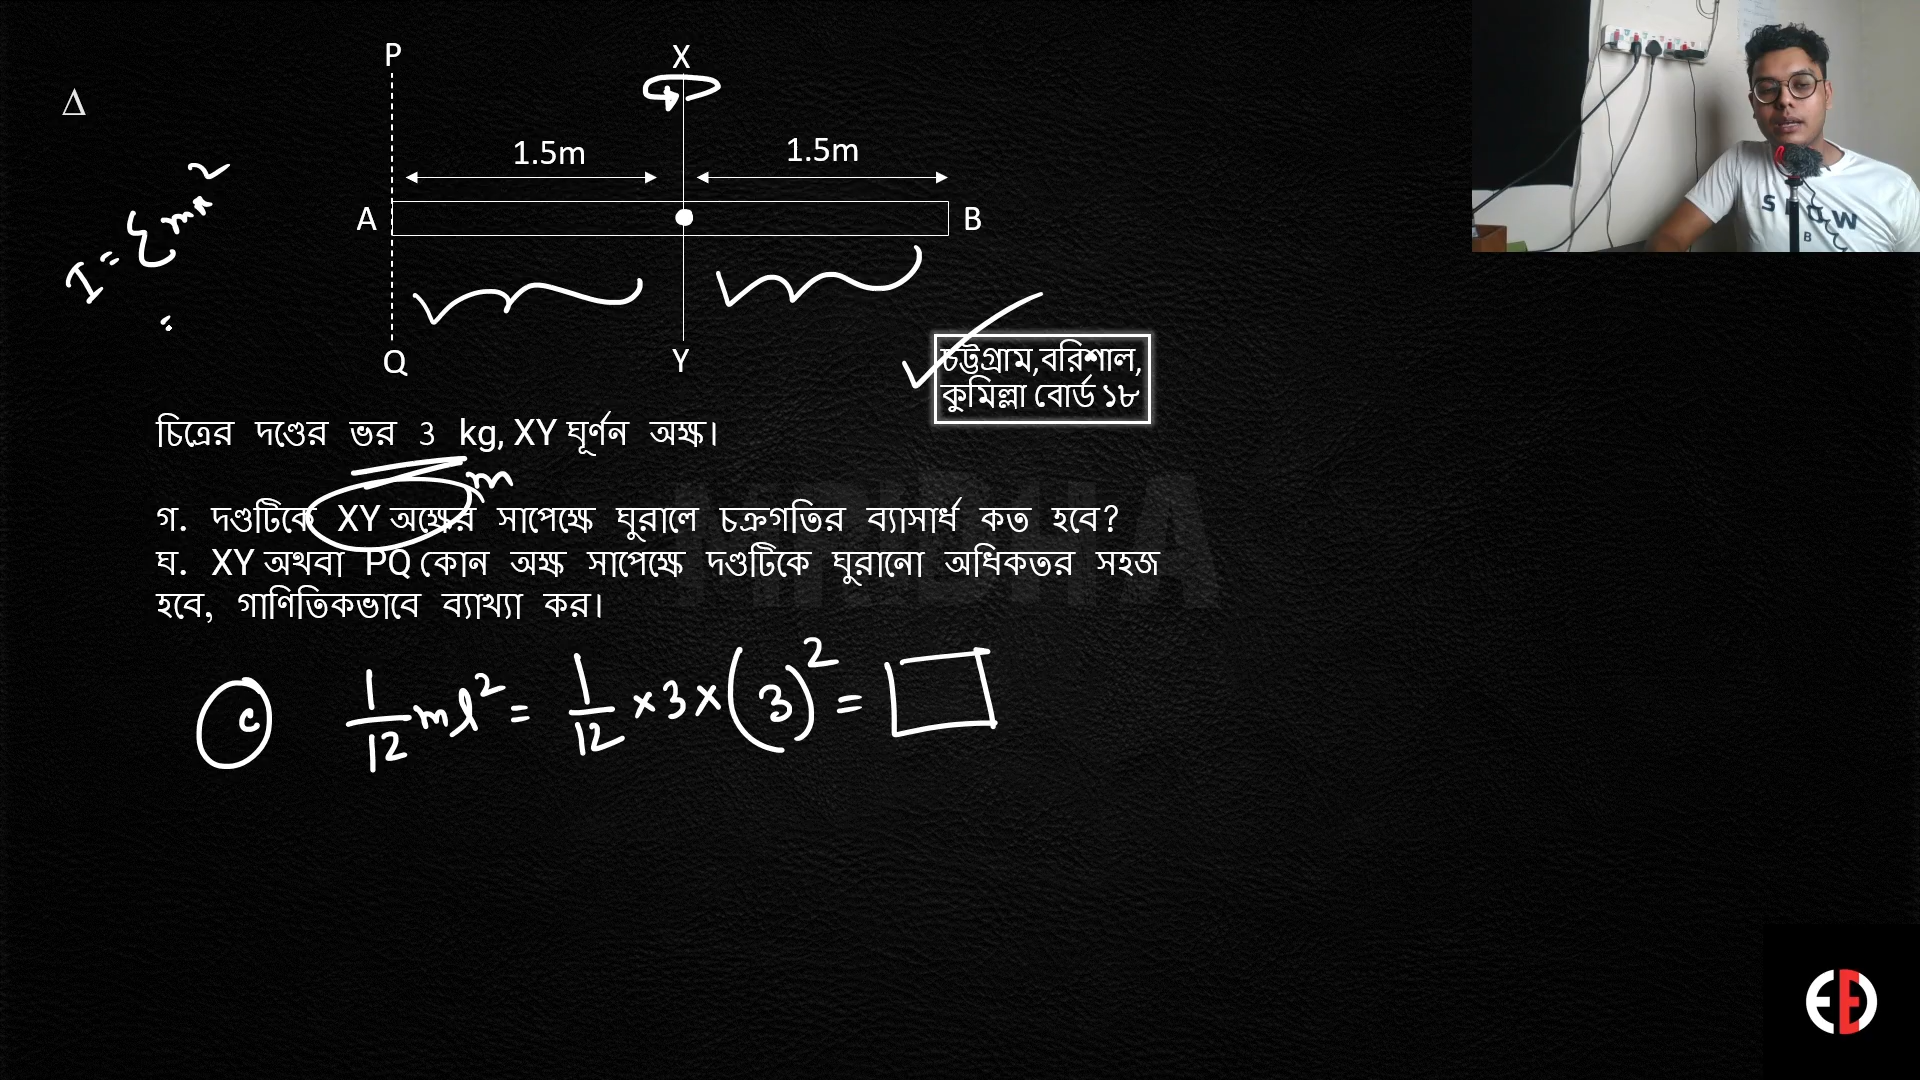 P
X
Δ
1.5m
1.5m
I = Σmr²
=
A
B
Q
Y
চট্টগ্রাম,বরিশাল,
কুমিল্লা বোর্ড ১৮
চিত্রের দণ্ডের ভর 3 kg, XY ঘূর্ণন অক্ষ।
m
গ. দণ্ডটিকে XY অক্ষের সাপেক্ষে ঘুরালে চক্রগতির ব্যাসার্ধ কত হবে?
ঘ. XY অথবা PQ কোন অক্ষ সাপেক্ষে দণ্ডটিকে ঘুরানো অধিকতর সহজ
হবে, গাণিতিকভাবে ব্যাখ্যা কর।
c 1/12 ml² = 1/12 × 3 × (3)² =